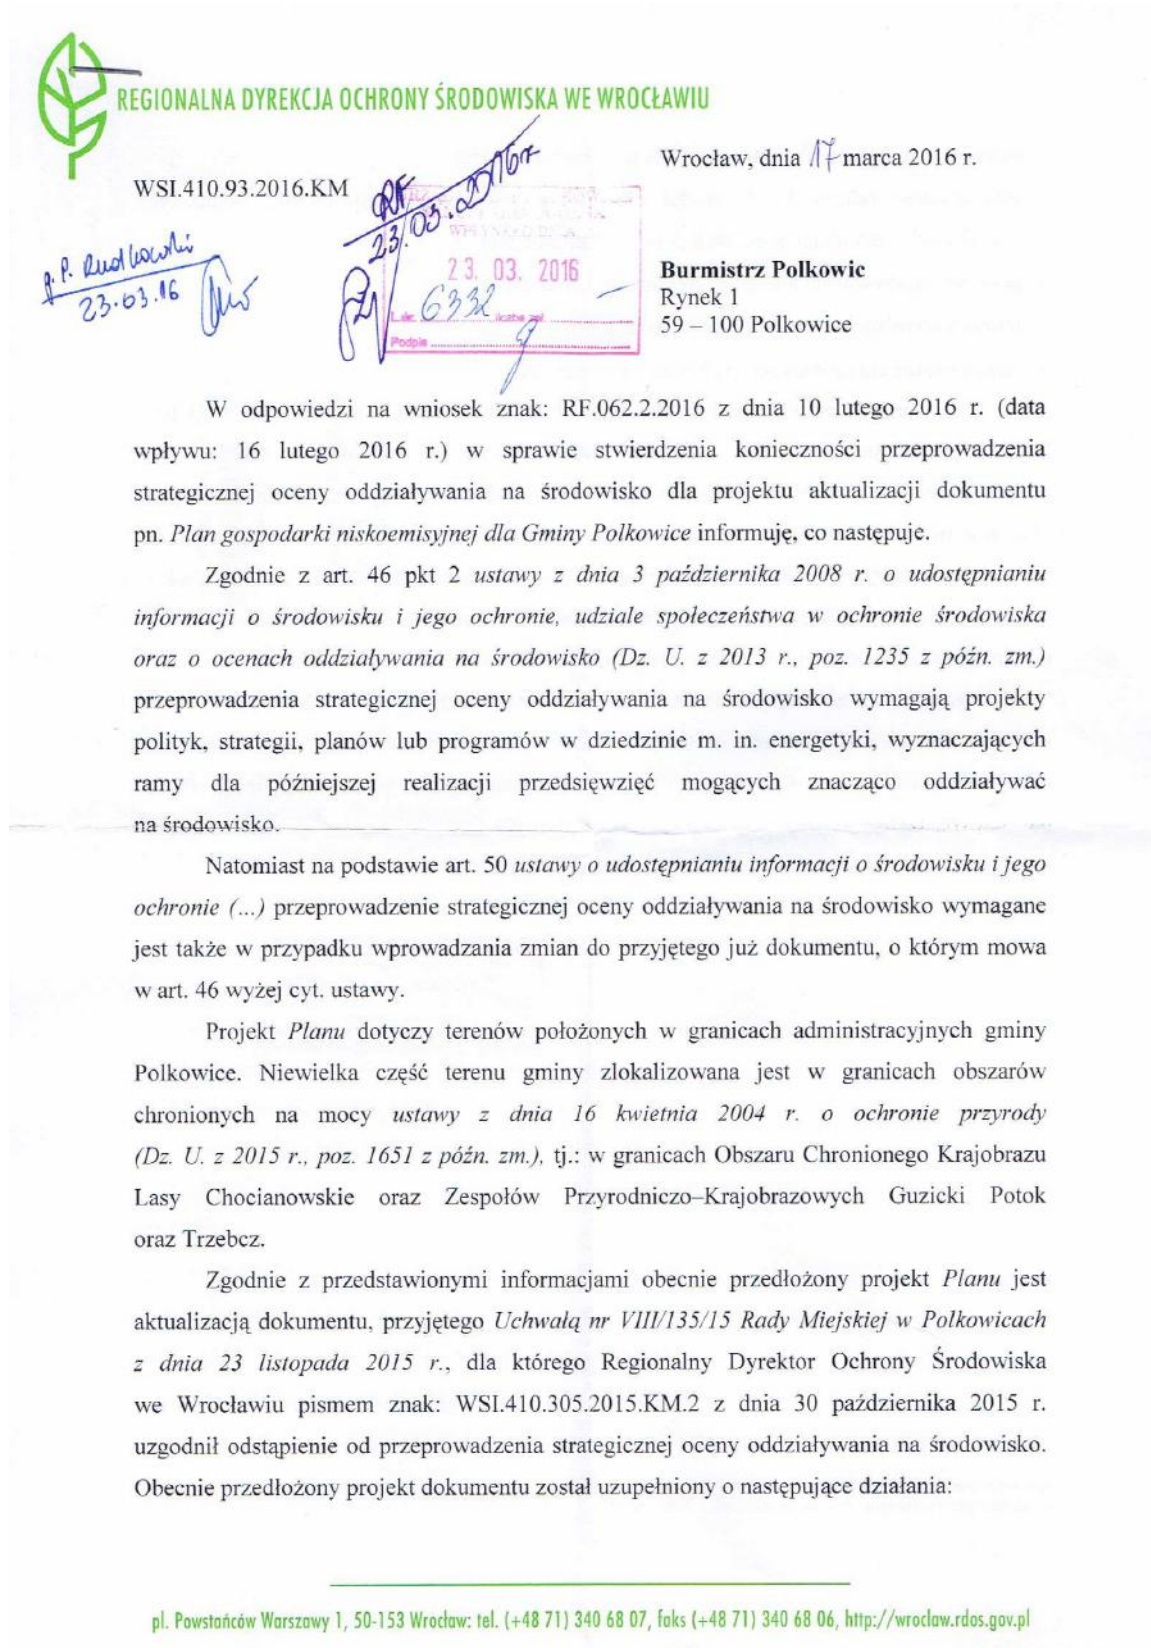 REGIONALNA DYREKCJA OCHRONY ŚRODOWISKA WE WROCŁAWIU
Wrocław, dnia 17 marca 2016 r.
WSI.410.93.2016.KM
RF
23/03.2016r
p. P. Rudkowski
23.03.16
23. 03. 2016
6332
Podpis
Burmistrz Polkowic
Rynek 1
59 – 100 Polkowice
W odpowiedzi na wniosek znak: RF.062.2.2016 z dnia 10 lutego 2016 r. (data
wpływu: 16 lutego 2016 r.) w sprawie stwierdzenia konieczności przeprowadzenia
strategicznej oceny oddziaływania na środowisko dla projektu aktualizacji dokumentu
pn. Plan gospodarki niskoemisyjnej dla Gminy Polkowice informuję, co następuje.
Zgodnie z art. 46 pkt 2 ustawy z dnia 3 października 2008 r. o udostępnianiu
informacji o środowisku i jego ochronie, udziale społeczeństwa w ochronie środowiska
oraz o ocenach oddziaływania na środowisko (Dz. U. z 2013 r., poz. 1235 z późn. zm.)
przeprowadzenia strategicznej oceny oddziaływania na środowisko wymagają projekty
polityk, strategii, planów lub programów w dziedzinie m. in. energetyki, wyznaczających
ramy dla późniejszej realizacji przedsięwzięć mogących znacząco oddziaływać
na środowisko.
Natomiast na podstawie art. 50 ustawy o udostępnianiu informacji o środowisku i jego
ochronie (...) przeprowadzenie strategicznej oceny oddziaływania na środowisko wymagane
jest także w przypadku wprowadzania zmian do przyjętego już dokumentu, o którym mowa
w art. 46 wyżej cyt. ustawy.
Projekt Planu dotyczy terenów położonych w granicach administracyjnych gminy
Polkowice. Niewielka część terenu gminy zlokalizowana jest w granicach obszarów
chronionych na mocy ustawy z dnia 16 kwietnia 2004 r. o ochronie przyrody
(Dz. U. z 2015 r., poz. 1651 z późn. zm.), tj.: w granicach Obszaru Chronionego Krajobrazu
Lasy Chocianowskie oraz Zespołów Przyrodniczo–Krajobrazowych Guzicki Potok
oraz Trzebcz.
Zgodnie z przedstawionymi informacjami obecnie przedłożony projekt Planu jest
aktualizacją dokumentu, przyjętego Uchwałą nr VIII/135/15 Rady Miejskiej w Polkowicach
z dnia 23 listopada 2015 r., dla którego Regionalny Dyrektor Ochrony Środowiska
we Wrocławiu pismem znak: WSI.410.305.2015.KM.2 z dnia 30 października 2015 r.
uzgodnił odstąpienie od przeprowadzenia strategicznej oceny oddziaływania na środowisko.
Obecnie przedłożony projekt dokumentu został uzupełniony o następujące działania:
pl. Powstańców Warszawy 1, 50-153 Wrocław: tel. (+48 71) 340 68 07, faks (+48 71) 340 68 06, http://wroclaw.rdos.gov.pl